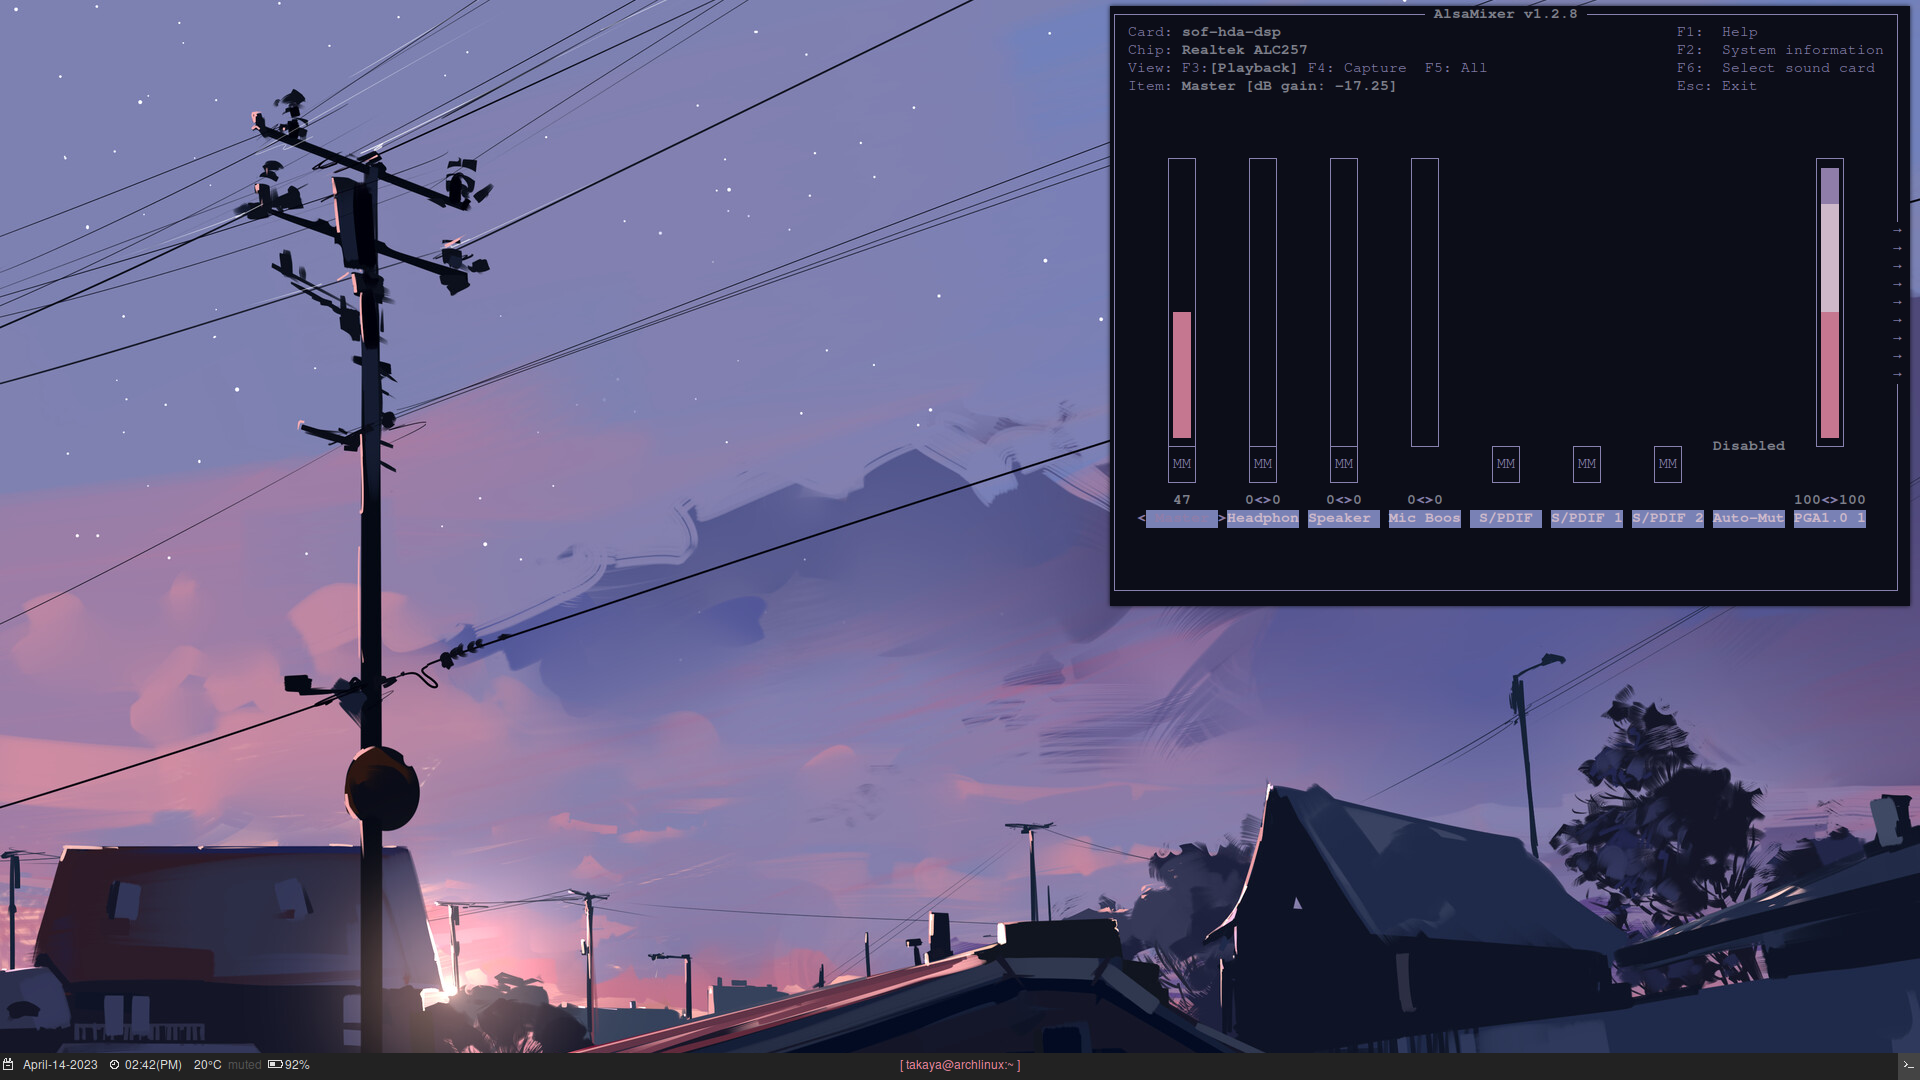 AlsaMixer v1.2.8
Card: sof-hda-dsp F1: Help
Chip: Realtek ALC257 F2: System information
View: F3:[Playback] F4: Capture F5: All F6: Select sound card
Item: Master [dB gain: -17.25] Esc: Exit
→
→
→
→
→
→
→
→
→
Disabled
MM MM MM MM MM MM
47 0<>0 0<>0 0<>0 100<>100
< >Headphon Speaker Mic Boos S/PDIF S/PDIF 1 S/PDIF 2 Auto-Mut PGA1.0 1
April-14-2023 02:42(PM) 20°C muted 92% [ takaya@archlinux:~ ] >_